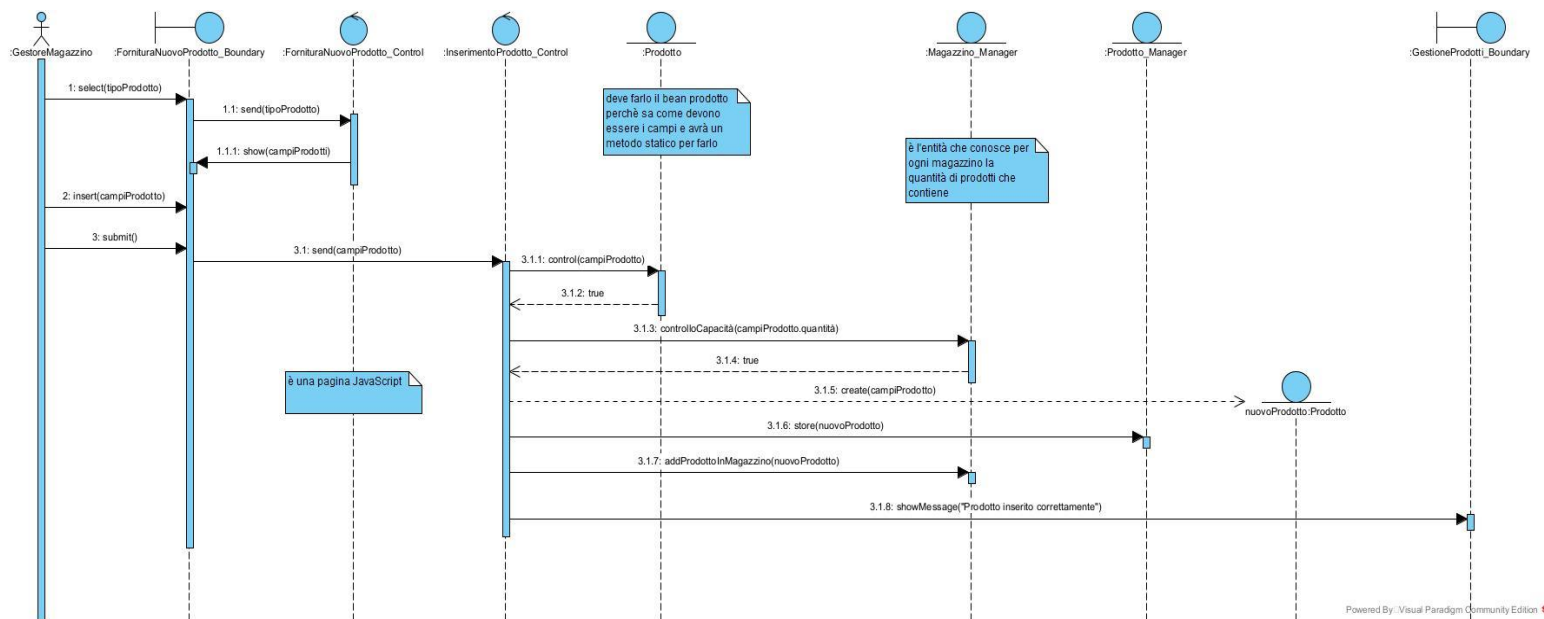 :GestoreMagazzino
:FornituraNuovoProdotto_Boundary
:FornituraNuovoProdotto_Control
:InserimentoProdotto_Control
:Prodotto
:Magazzino_Manager
:Prodotto_Manager
:GestioneProdotti_Boundary
1: select(tipoProdotto)
1.1: send(tipoProdotto)
deve farlo il bean prodotto
perchè sa come devono
essere i campi e avrà un
metodo statico per farlo
1.1.1: show(campiProdotti)
è l'entità che conosce per
ogni magazzino la
quantità di prodotti che
contiene
2: insert(campiProdotto)
3: submit()
3.1: send(campiProdotto)
3.1.1: control(campiProdotto)
3.1.2: true
3.1.3: controlloCapacità(campiProdotto.quantità)
3.1.4: true
è una pagina JavaScript
3.1.5: create(campiProdotto)
nuovoProdotto:Prodotto
3.1.6: store(nuovoProdotto)
3.1.7: addProdottoInMagazzino(nuovoProdotto)
3.1.8: showMessage("Prodotto inserito correttamente")
Powered By Visual Paradigm Community Edition